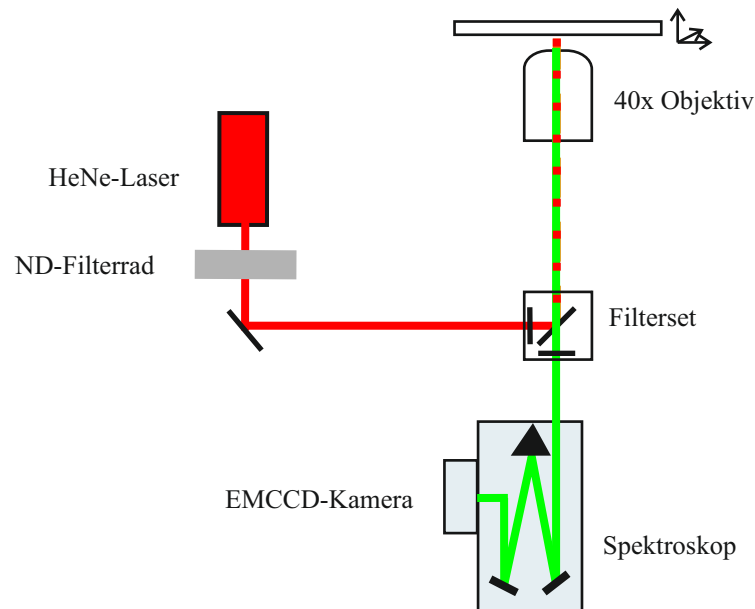 40x Objektiv
HeNe-Laser
ND-Filterrad
Filterset
EMCCD-Kamera
Spektroskop